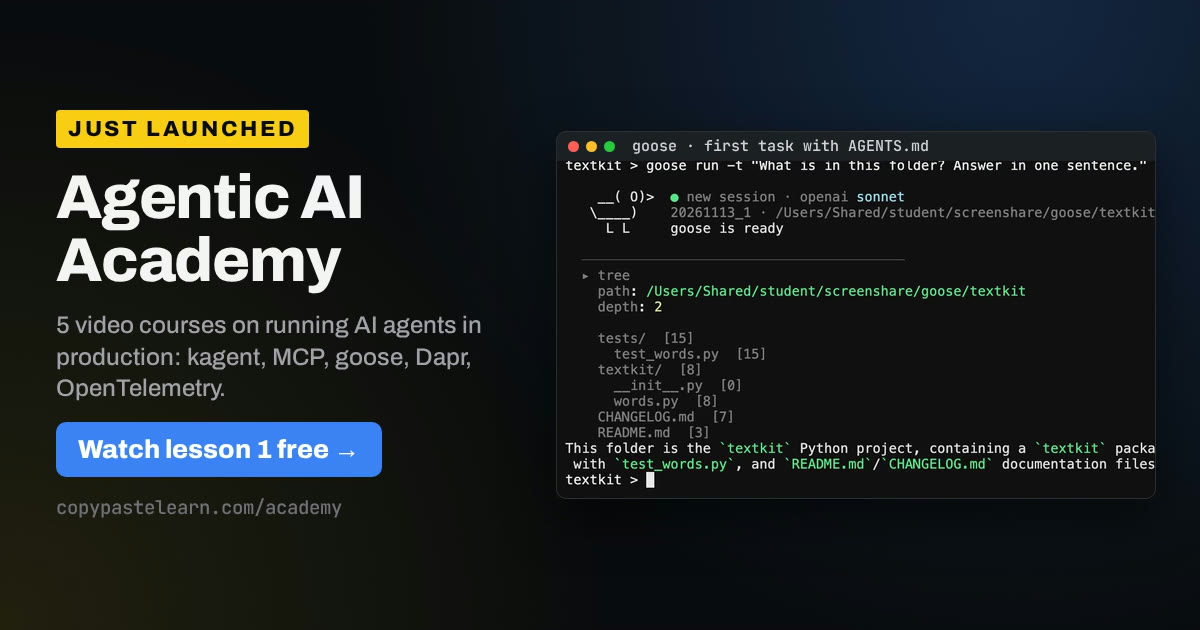 JUST LAUNCHED
Agentic AI
Academy
5 video courses on running AI agents in
production: kagent, MCP, goose, Dapr,
OpenTelemetry.
Watch lesson 1 free →
copypastelearn.com/academy
goose · first task with AGENTS.md
textkit > goose run -t "What is in this folder? Answer in one sentence."
__( O)>  ● new session · openai sonnet
\____)    20261113_1 · /Users/Shared/student/screenshare/goose/textkit
L L     goose is ready
▸ tree
path: /Users/Shared/student/screenshare/goose/textkit
depth: 2
tests/  [15]
test_words.py  [15]
textkit/  [8]
__init__.py  [0]
words.py  [8]
CHANGELOG.md  [7]
README.md  [3]
This folder is the `textkit` Python project, containing a `textkit` packa
with `test_words.py`, and `README.md`/`CHANGELOG.md` documentation files
textkit >